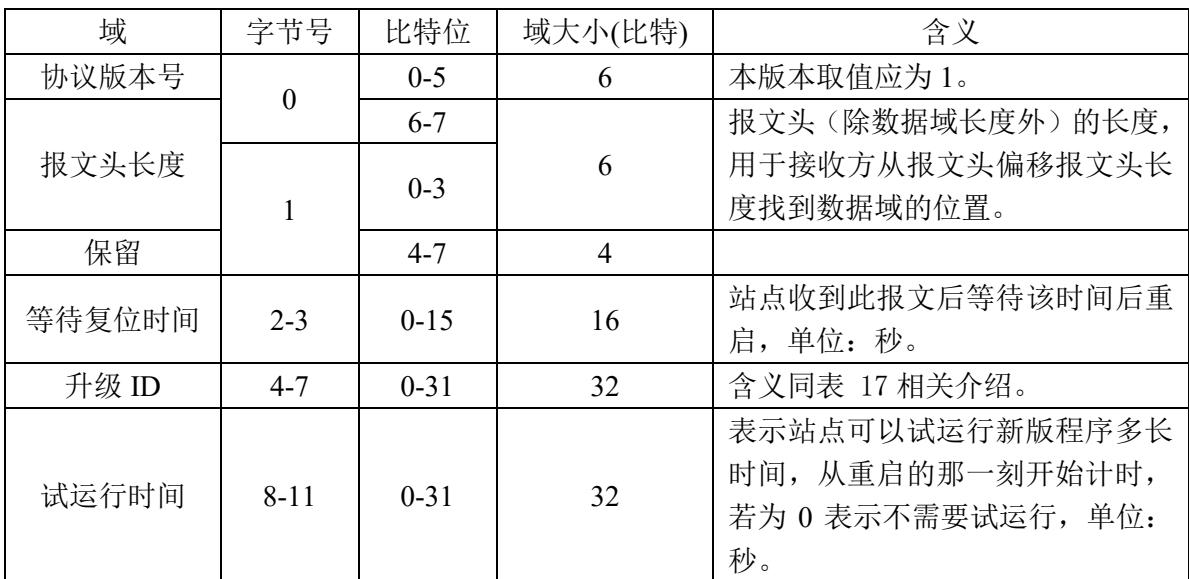 域 字节号 比特位 域大小(比特) 含义
协议版本号 0 0-5 6 本版本取值应为 1。
报文头长度 6-7 6 报文头（除数据域长度外）的长度，
用于接收方从报文头偏移报文头长
1 0-3 度找到数据域的位置。
保留 4-7 4
等待复位时间 2-3 0-15 16 站点收到此报文后等待该时间后重
启，单位：秒。
升级 ID 4-7 0-31 32 含义同表 17 相关介绍。
试运行时间 8-11 0-31 32 表示站点可以试运行新版程序多长
时间，从重启的那一刻开始计时，
若为 0 表示不需要试运行，单位：
秒。